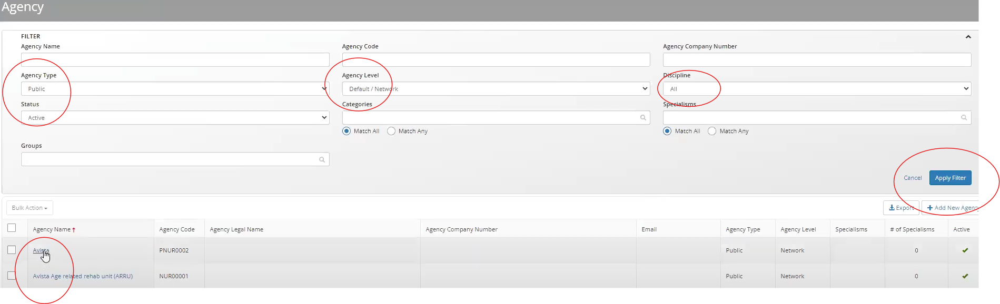 Agency
FILTER
Agency Name Agency Code Agency Company Number
Agency Type Agency Level Discipline
Public Default / Network All
Status Categories Specialisms
Active
Match All Match Any Match All Match Any
Groups
Cancel Apply Filter
Bulk Action Export Add New Agency
Agency Name Agency Code Agency Legal Name Agency Company Number Email Agency Type Agency Level Specialisms # of Specialisms Active
Avista PNUR0002 Public Network 0
Avista Age related rehab unit (ARRU) NUR00001 Public Network 0